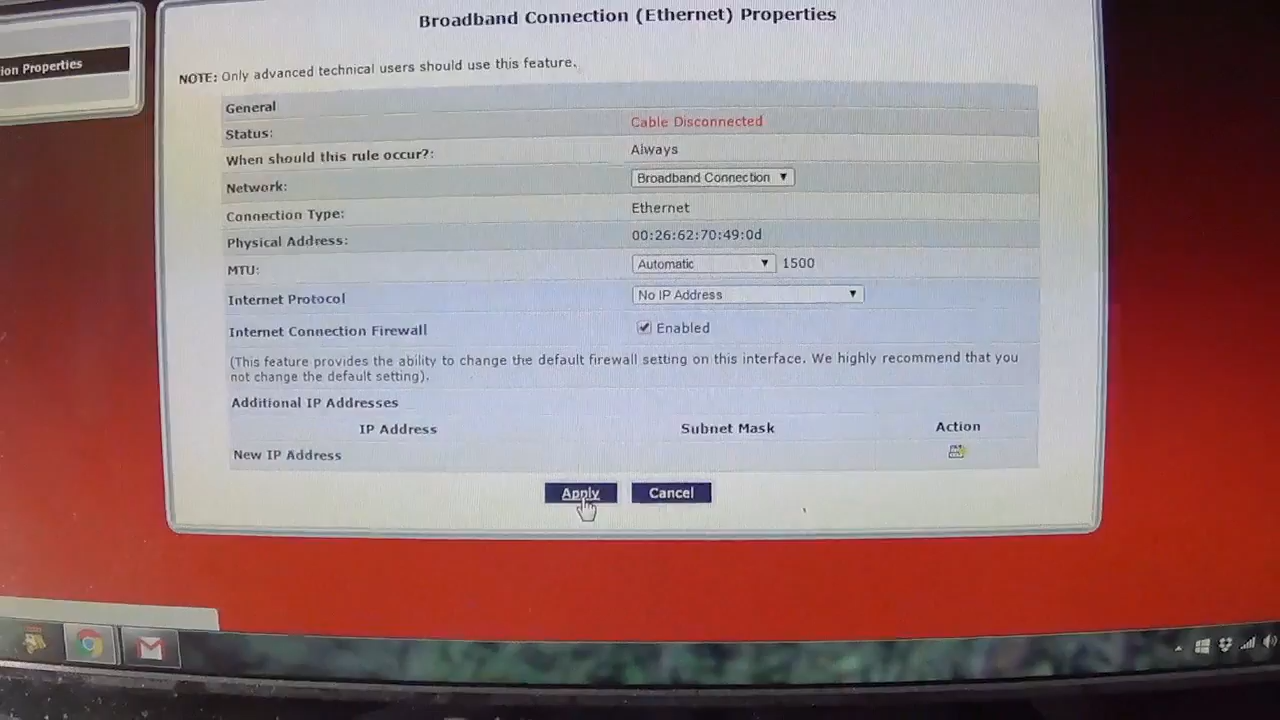 Broadband Connection (Ethernet) Properties
ion Properties
NOTE: Only advanced technical users should use this feature.
General
Status: Cable Disconnected
When should this rule occur?: Always
Network: Broadband Connection
Connection Type: Ethernet
Physical Address: 00:26:62:70:49:0d
MTU: Automatic 1500
Internet Protocol No IP Address
Internet Connection Firewall Enabled
(This feature provides the ability to change the default firewall setting on this interface. We highly recommend that you
not change the default setting).
Additional IP Addresses
IP Address Subnet Mask Action
New IP Address
Apply Cancel